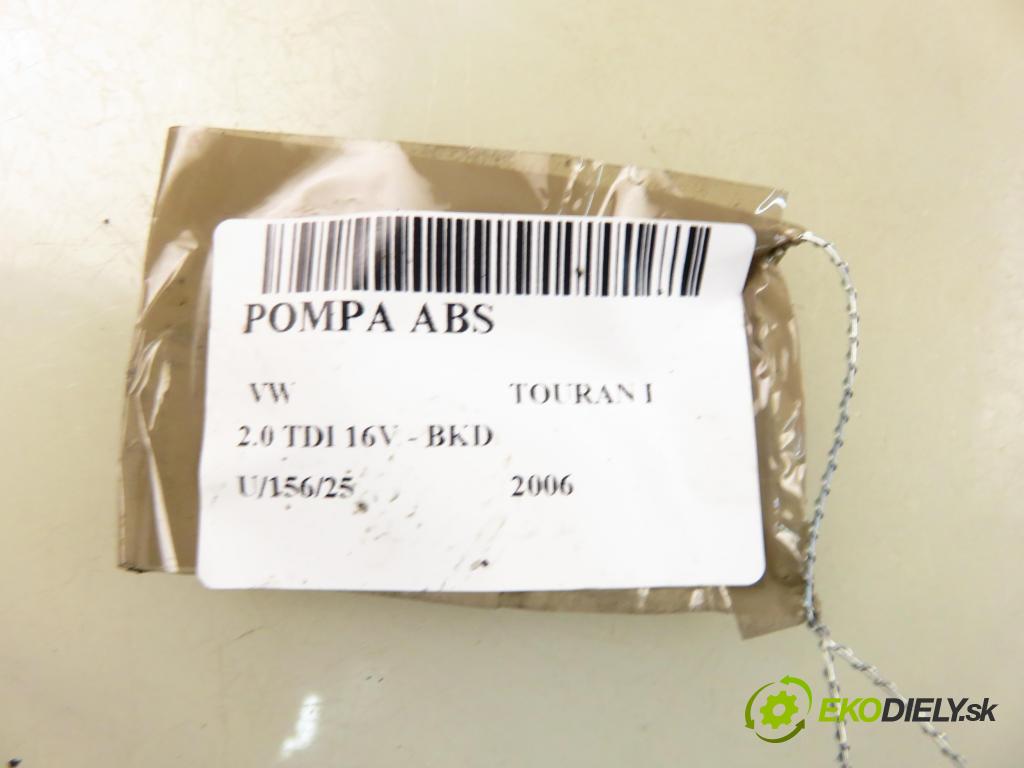 POMPA ABS
VW TOURAN I
2.0 TDI 16V - BKD
U/156/25 2006
EKODIELY.sk